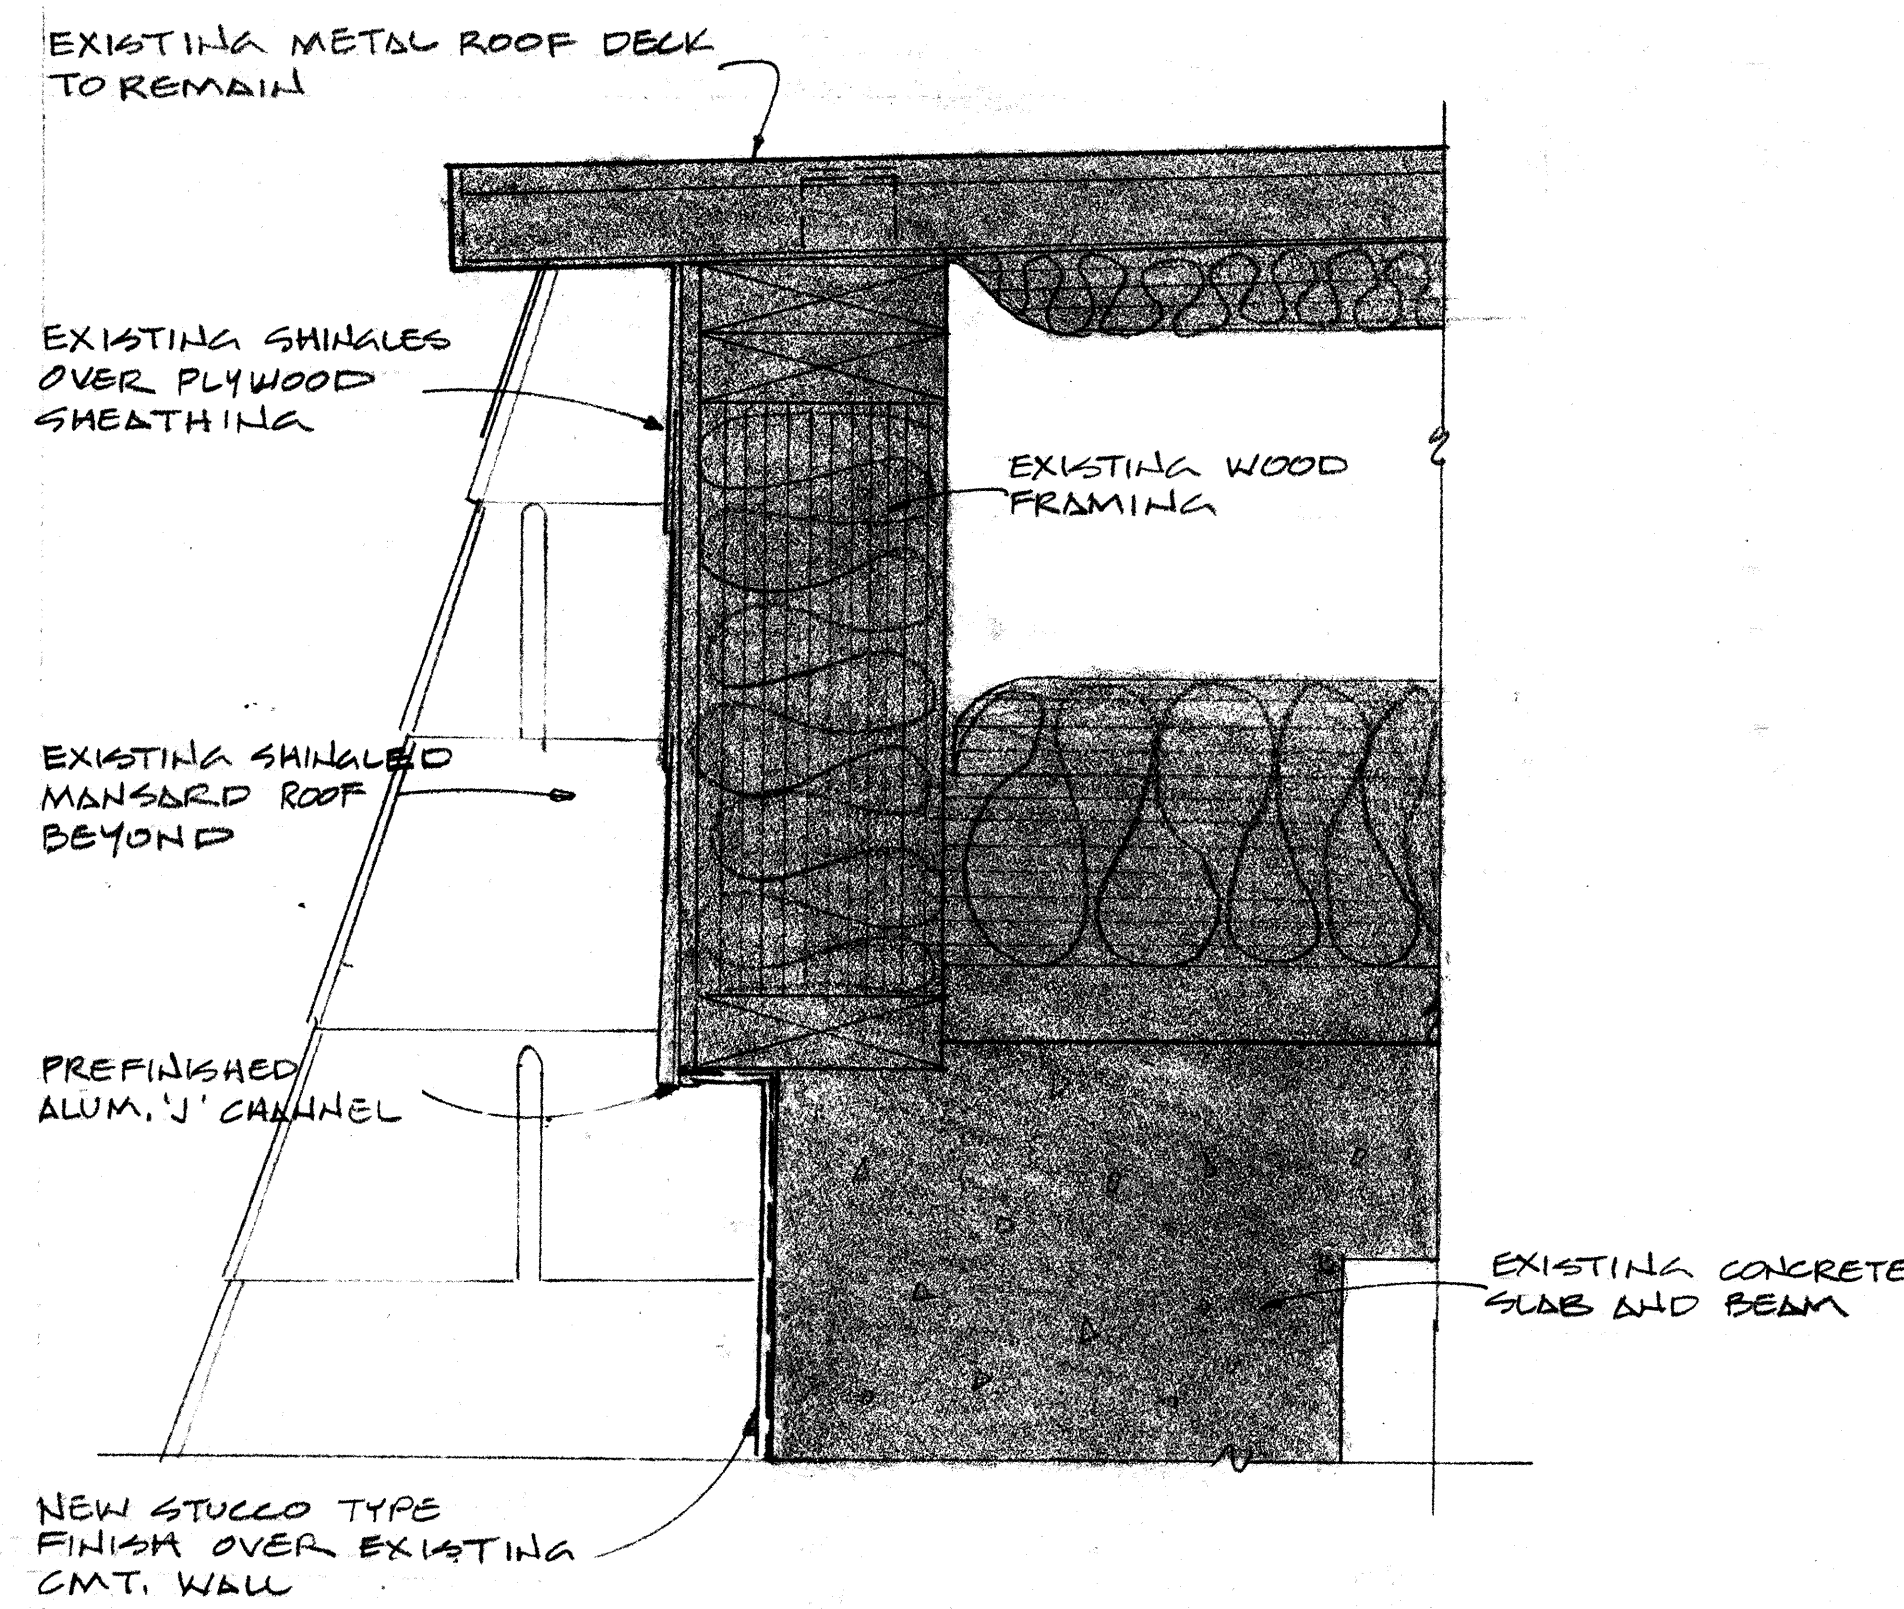 EXISTING METAL ROOF DECK
TO REMAIN
EXISTING SHINGLES
OVER PLYWOOD
SHEATHING
EXISTING WOOD
FRAMING
EXISTING SHINGLED
MANSARD ROOF
BEYOND
PREFINISHED
ALUM. 'J' CHANNEL
EXISTING CONCRETE
SLAB AND BEAM
NEW STUCCO TYPE
FINISH OVER EXISTING
CMT. WALL